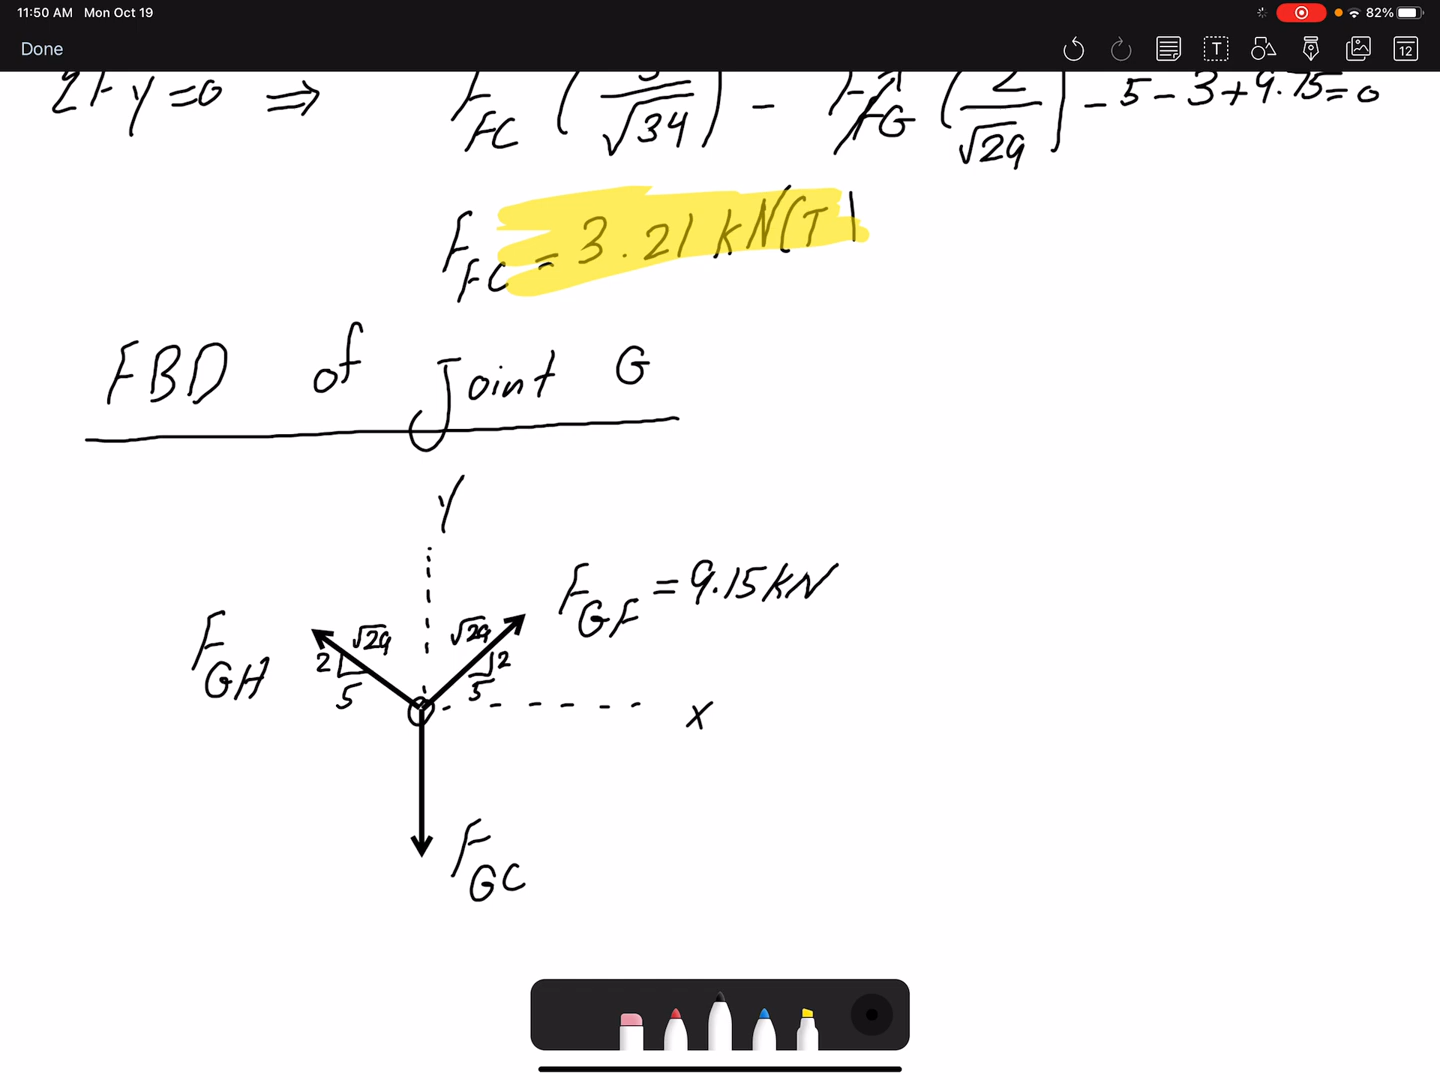 11:50 AM Mon Oct 19 82%
Done T 12
ΣFy=0 ⇒ F_FC (3/√34) - F_FG (2/√29) - 5 - 3 + 9.75 = 0
F_FC = 3.21 kN(T)
FBD of Joint G
Y
F_GF = 9.15 kN
F_GH
√29 √29
2 2
5 5
X
F_GC